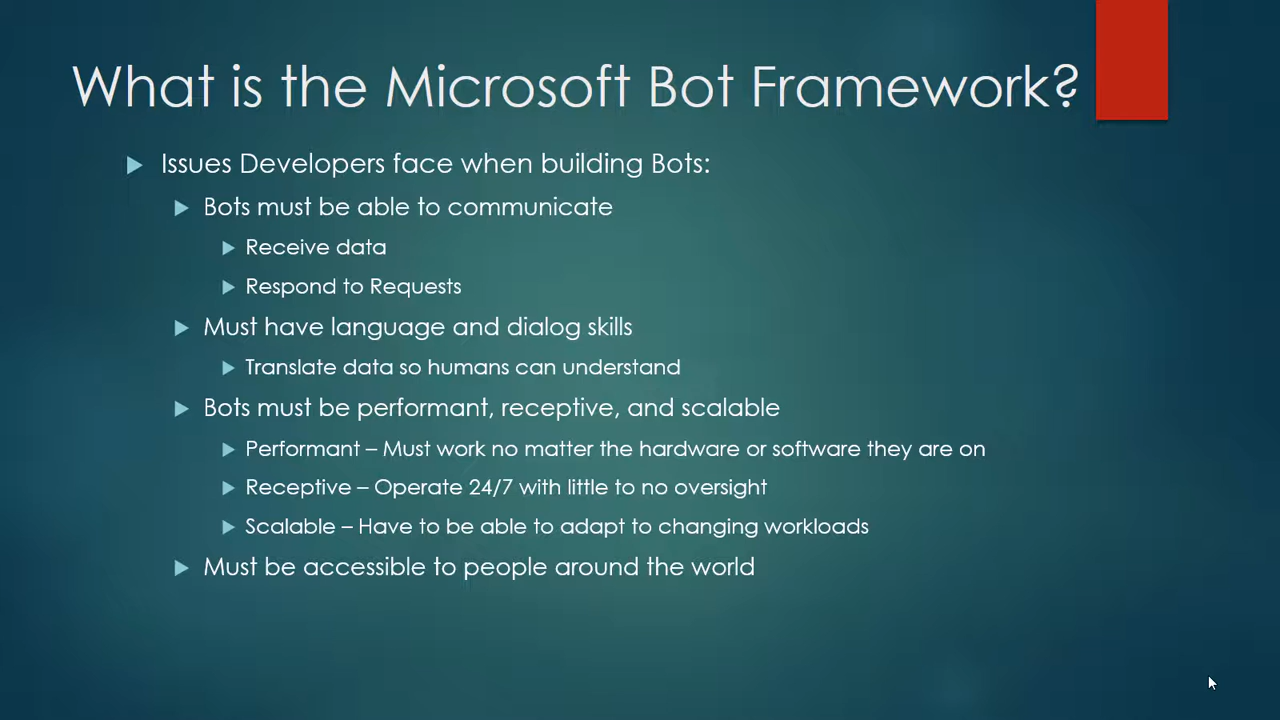 What is the Microsoft Bot Framework?
Issues Developers face when building Bots:
Bots must be able to communicate
Receive data
Respond to Requests
Must have language and dialog skills
Translate data so humans can understand
Bots must be performant, receptive, and scalable
Performant – Must work no matter the hardware or software they are on
Receptive – Operate 24/7 with little to no oversight
Scalable – Have to be able to adapt to changing workloads
Must be accessible to people around the world